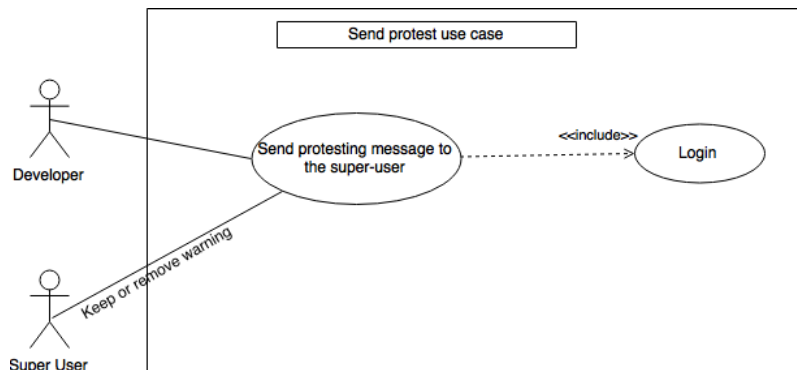 Send protest use case
Send protesting message to
the super-user
<<include>>
Login
Developer
Keep or remove warning
Super User